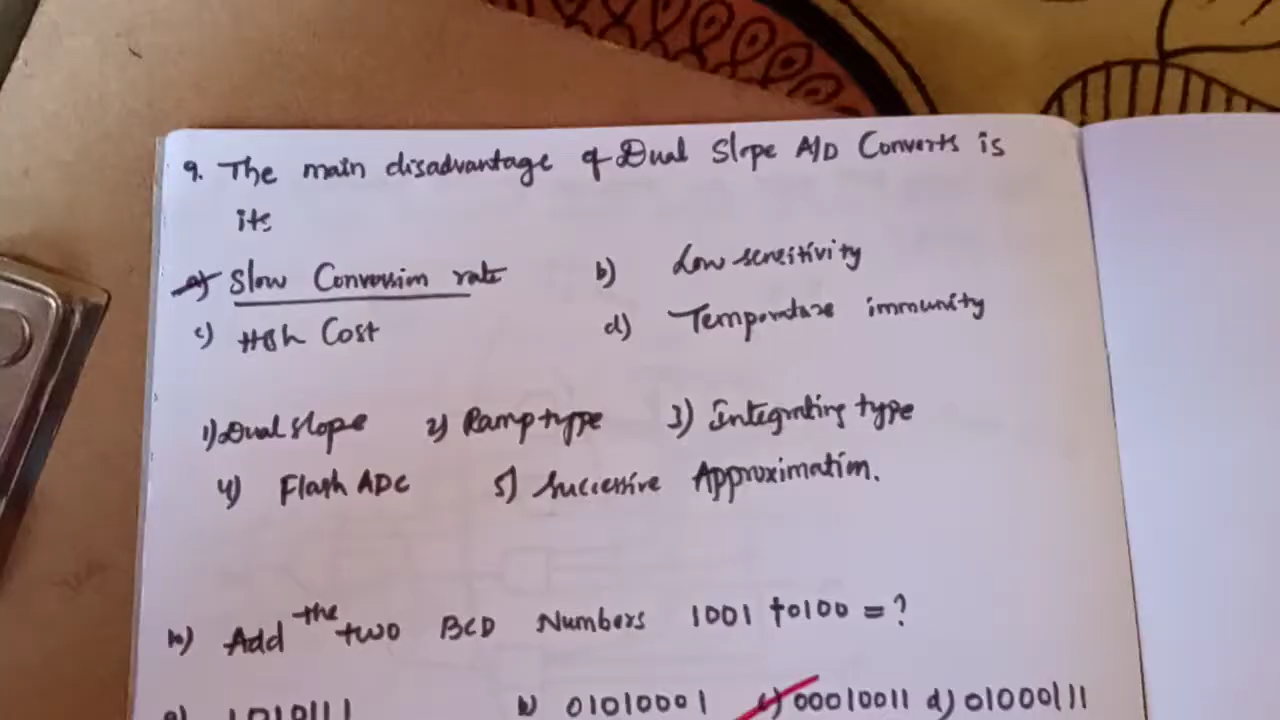 9. The main disadvantage of Dual Slope A/D Converts is
its
a) Slow Conversion rate b) Low sensitivity
c) High Cost d) Temperature immunity
1) Dual slope 2) Ramp type 3) Integrating type
4) Flash ADC 5) Successive Approximation.
10) Add the two BCD Numbers 1001 + 0100 = ?
a) 1010111 b) 01010001 c) 00010011 d) 01000111